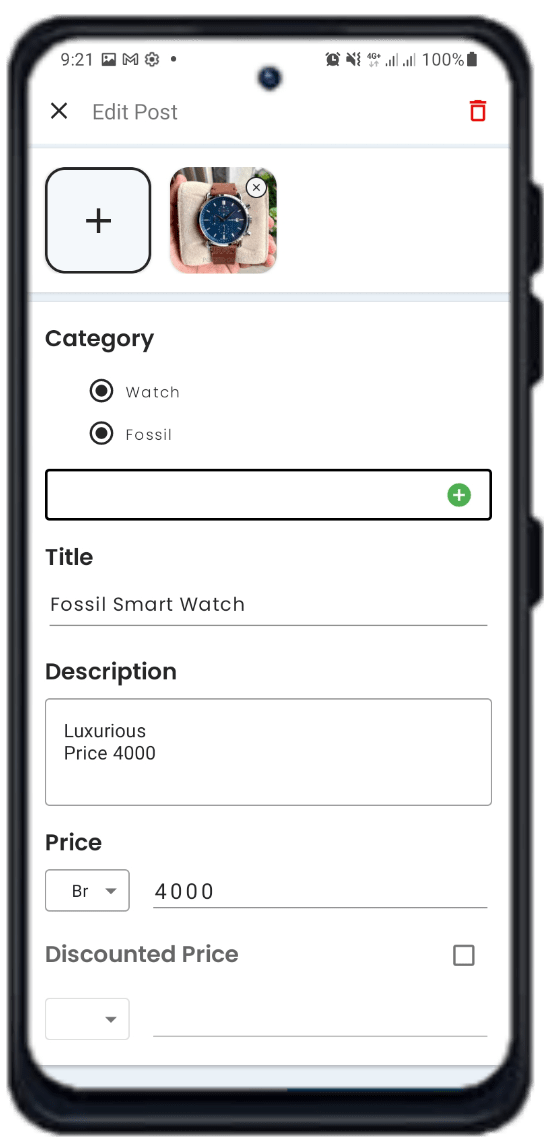 9:21 4G+ 100%
Edit Post
Category
Watch
Fossil
Title
Fossil Smart Watch
Description
Luxurious
Price 4000
Price
Br 4000
Discounted Price